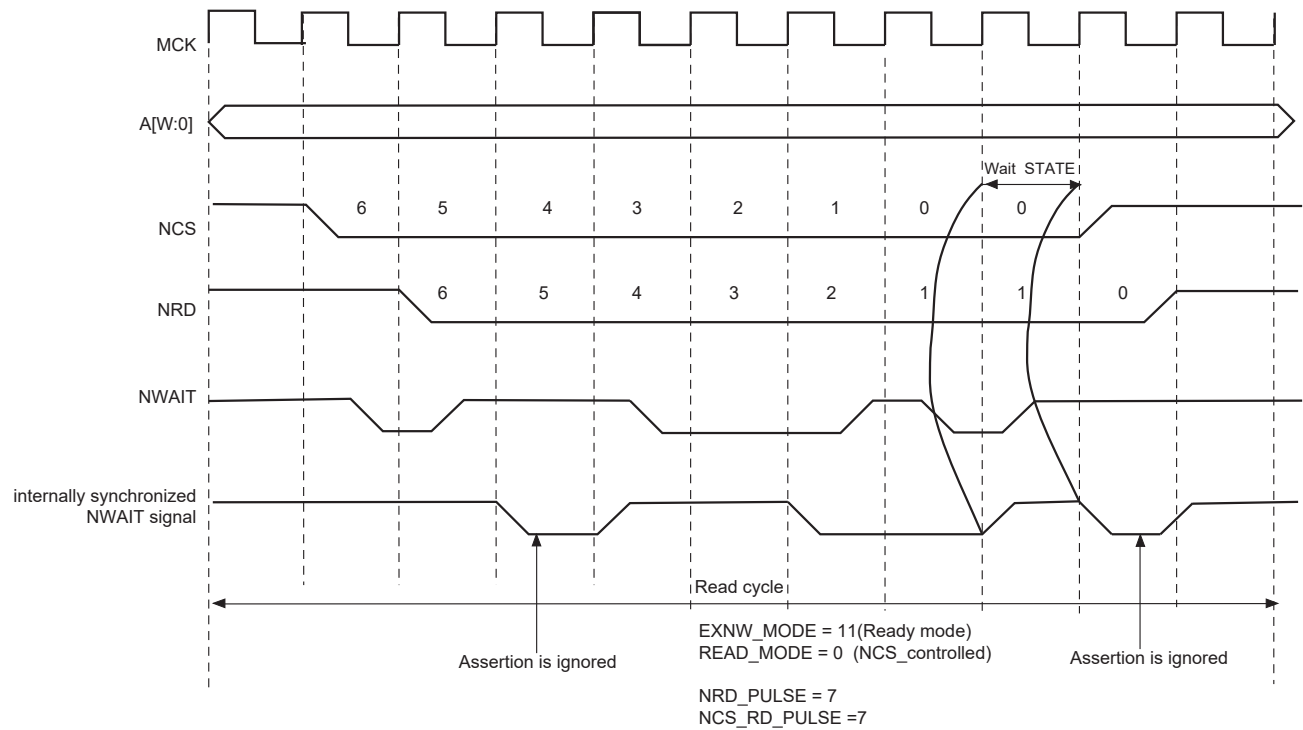 MCK
A[W:0]
Wait STATE
6 5 4 3 2 1 0 0
NCS
6 5 4 3 2 1 1 0
NRD
NWAIT
internally synchronized
NWAIT signal
Read cycle
EXNW_MODE = 11(Ready mode)
READ_MODE = 0 (NCS_controlled)
Assertion is ignored
Assertion is ignored
NRD_PULSE = 7
NCS_RD_PULSE =7